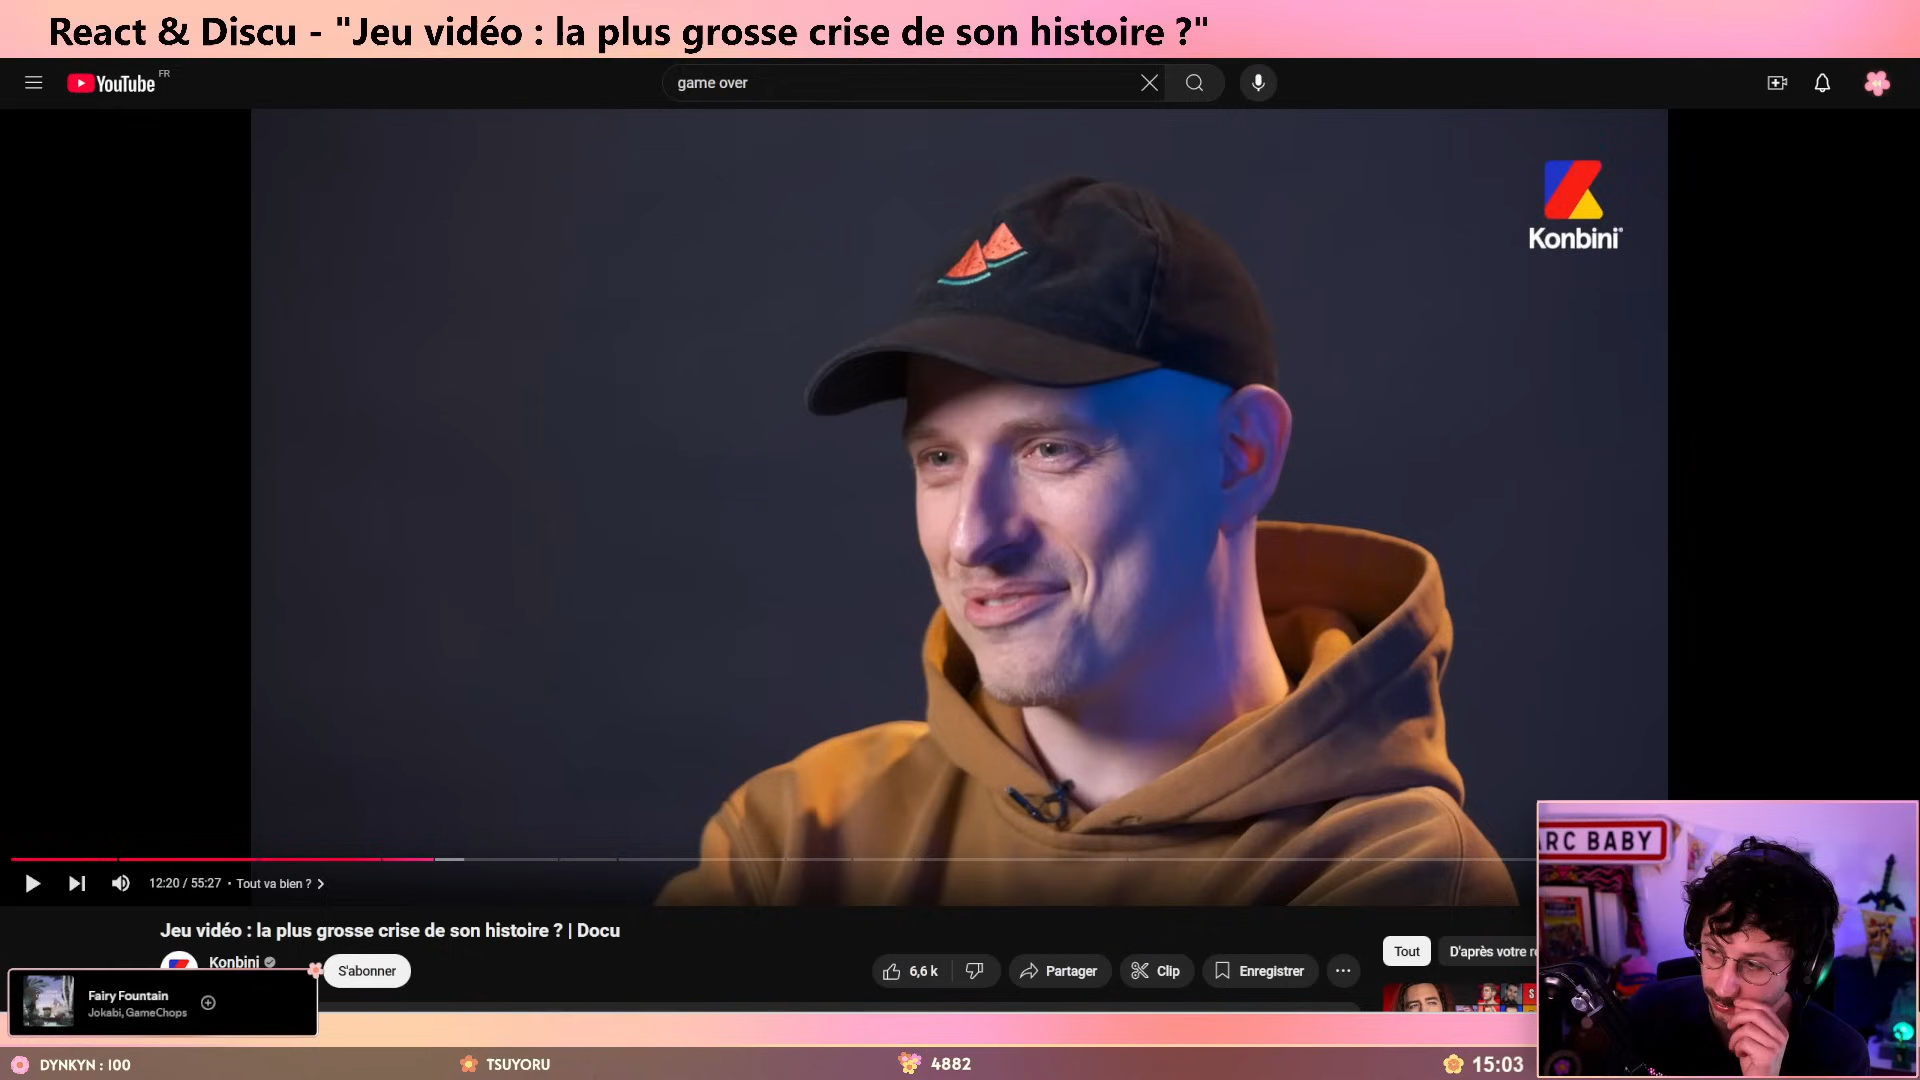 React & Discu - "Jeu vidéo : la plus grosse crise de son histoire ?"
YouTube FR
game over
Konbini
12:20 / 55:27 • Tout va bien ?
Jeu vidéo : la plus grosse crise de son histoire ? | Docu
Konbini
S'abonner
6,6 k
Partager
Clip
Enregistrer
Tout
D'après votre
Fairy Fountain
Jokabi, GameChops
ARC BABY
DYNKYN : 100
TSUYORU
4882
15:03